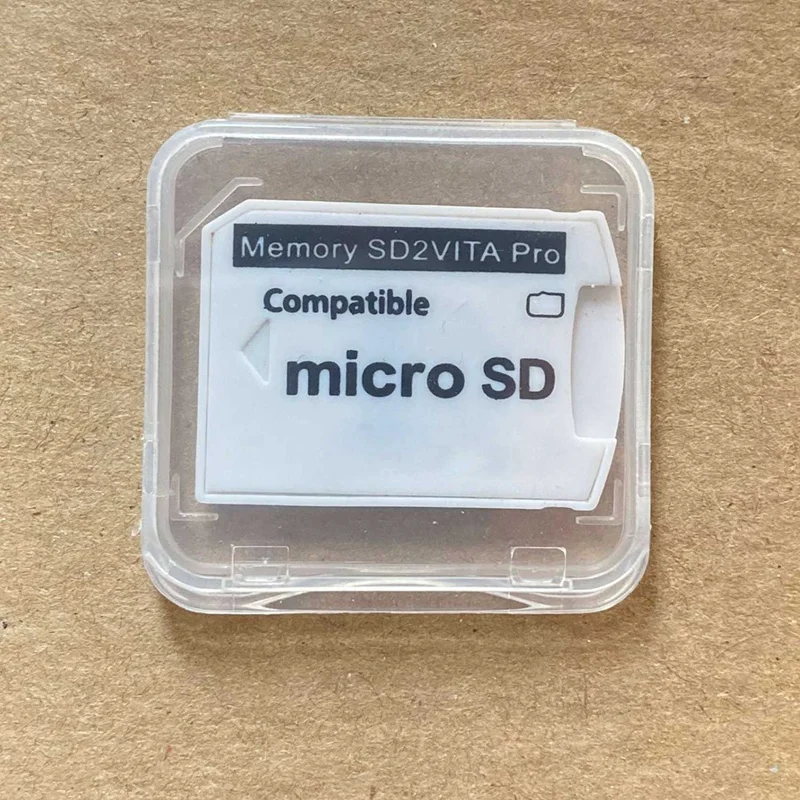 Memory SD2VITA Pro
Compatible
micro SD